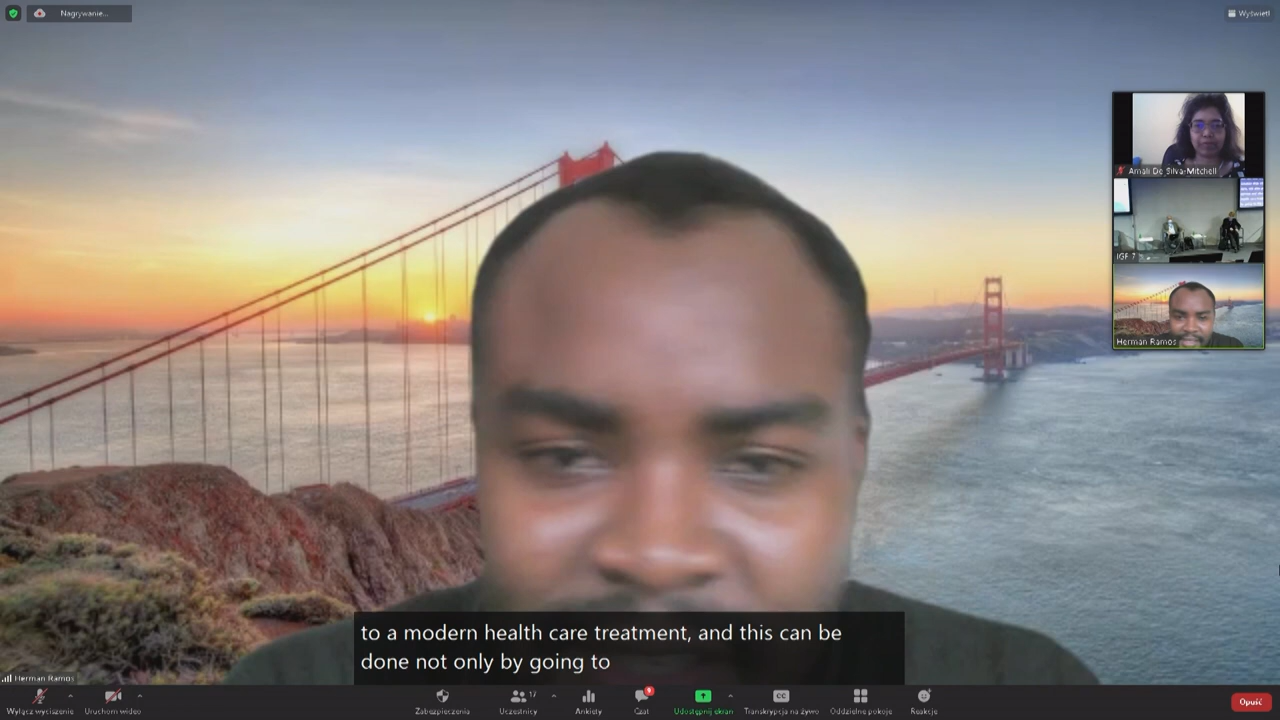 Nagrywanie...
Wyświetl
Amali De Silva-Mitchell
IGF 7
Herman Ramos
to a modern health care treatment, and this can be
done not only by going to
Herman Ramos
Wyłącz wyciszenie
Uruchom wideo
Zabezpieczenia
17
Uczestnicy
Ankiety
9
Czat
Udostępnij ekran
CC
Transkrypcja na żywo
Oddzielne pokoje
Reakcje
Opuść